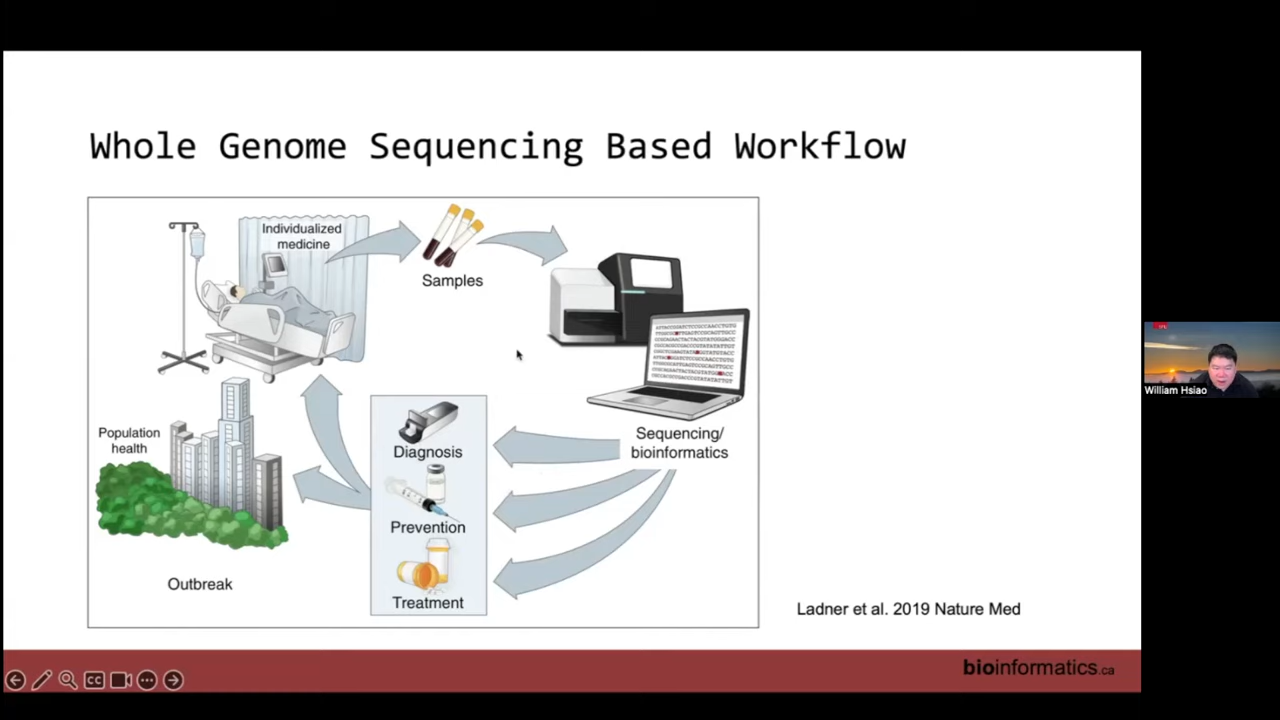 Whole Genome Sequencing Based Workflow
Individualized
medicine
Samples
Population
health
Diagnosis
Sequencing/
bioinformatics
Prevention
Outbreak
Treatment
Ladner et al. 2019 Nature Med
William Hsiao
bioinformatics.ca
CC